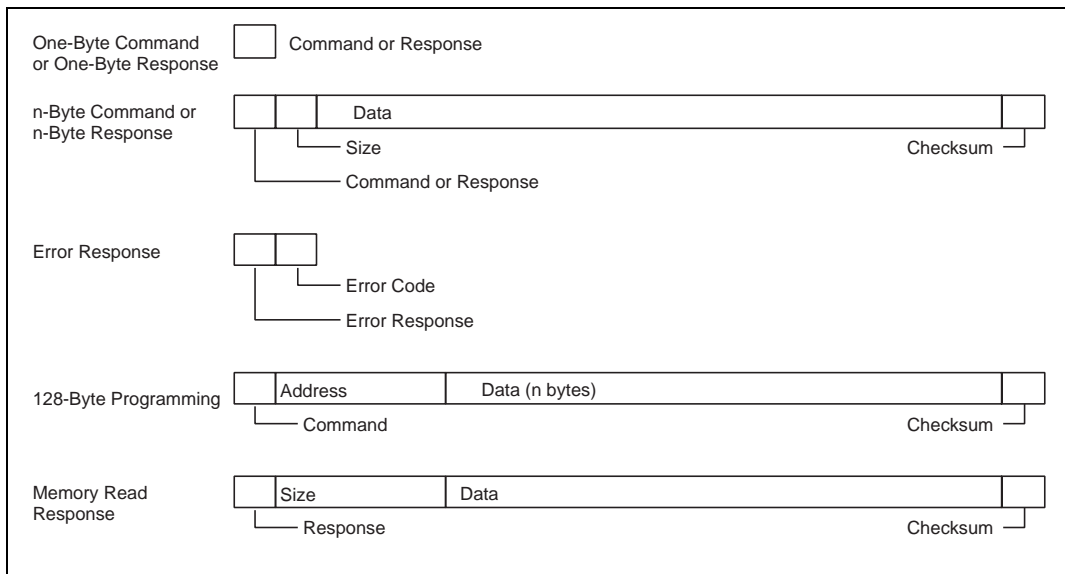 One-Byte Command
or One-Byte Response
Command or Response
n-Byte Command or
n-Byte Response
Data
Size
Checksum
Command or Response
Error Response
Error Code
Error Response
128-Byte Programming
Address
Data (n bytes)
Command
Checksum
Memory Read
Response
Size
Data
Response
Checksum